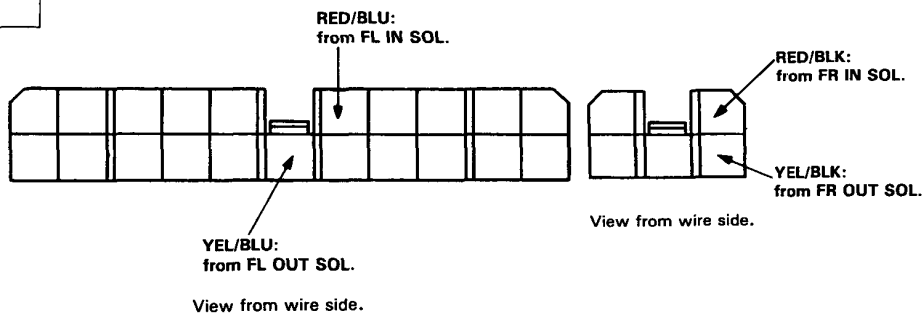 RED/BLU:
from FL IN SOL.
RED/BLK:
from FR IN SOL.
YEL/BLK:
from FR OUT SOL.
View from wire side.
YEL/BLU:
from FL OUT SOL.
View from wire side.